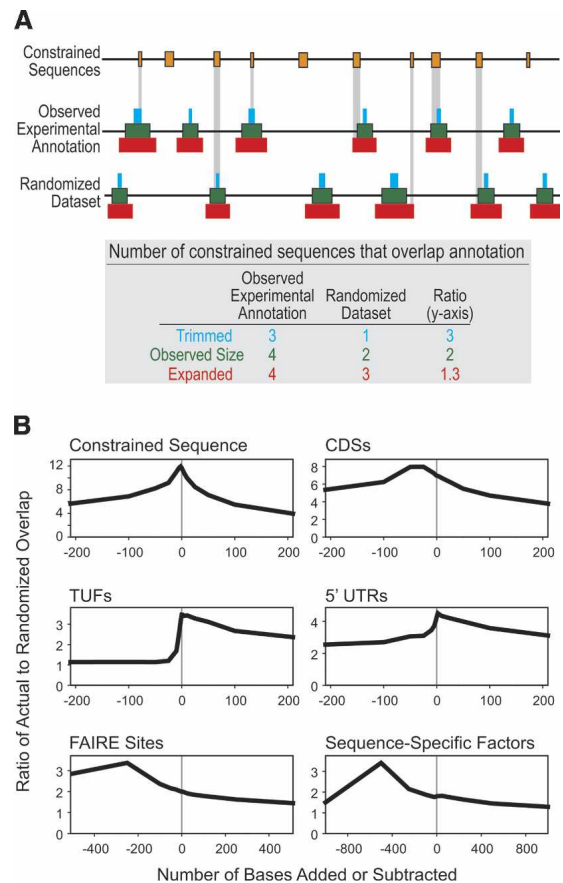 A
Constrained
Sequences
Observed
Experimental
Annotation
Randomized
Dataset
Number of constrained sequences that overlap annotation
Observed
Experimental
Annotation
Randomized
Dataset
Ratio
(y-axis)
Trimmed 3 1 3
Observed Size 4 2 2
Expanded 4 3 1.3
B
Ratio of Actual to Randomized Overlap
Constrained Sequence
12
8
4
0
-200 -100 0 100 200
CDSs
8
6
4
2
0
-200 -100 0 100 200
TUFs
3
2
1
0
-200 -100 0 100 200
5' UTRs
4
2
0
-200 -100 0 100 200
FAIRE Sites
3
2
1
0
-400 -200 0 200 400
Sequence-Specific Factors
3
2
1
0
-1000 -500 0 500 1000
Number of Bases Added or Subtracted